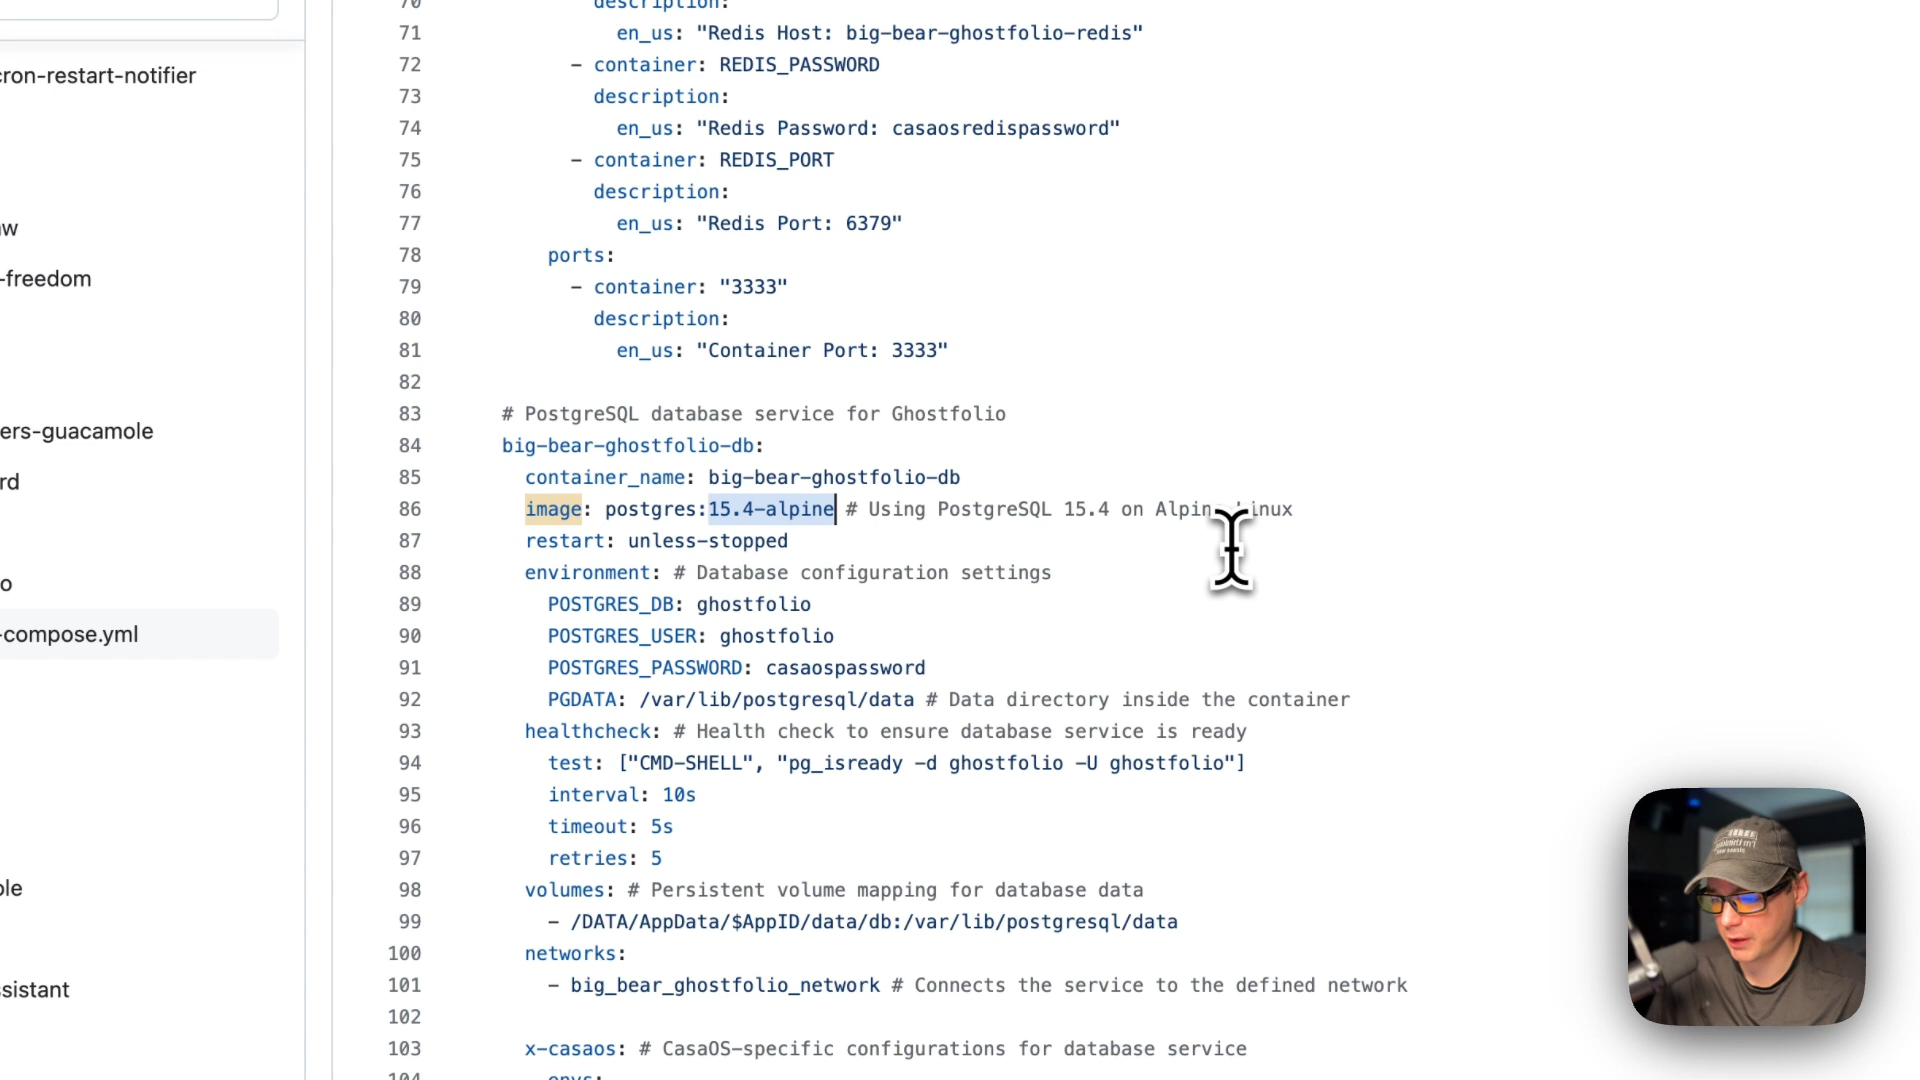 cron-restart-notifier
-freedom
ers-guacamole
rd
o
-compose.yml
ole
ssistant
70 description:
71 en_us: "Redis Host: big-bear-ghostfolio-redis"
72 - container: REDIS_PASSWORD
73 description:
74 en_us: "Redis Password: casaosredispassword"
75 - container: REDIS_PORT
76 description:
77 en_us: "Redis Port: 6379"
78 ports:
79 - container: "3333"
80 description:
81 en_us: "Container Port: 3333"
82
83 # PostgreSQL database service for Ghostfolio
84 big-bear-ghostfolio-db:
85 container_name: big-bear-ghostfolio-db
86 image: postgres:15.4-alpine # Using PostgreSQL 15.4 on Alpine Linux
87 restart: unless-stopped
88 environment: # Database configuration settings
89 POSTGRES_DB: ghostfolio
90 POSTGRES_USER: ghostfolio
91 POSTGRES_PASSWORD: casaospassword
92 PGDATA: /var/lib/postgresql/data # Data directory inside the container
93 healthcheck: # Health check to ensure database service is ready
94 test: ["CMD-SHELL", "pg_isready -d ghostfolio -U ghostfolio"]
95 interval: 10s
96 timeout: 5s
97 retries: 5
98 volumes: # Persistent volume mapping for database data
99 - /DATA/AppData/$AppID/data/db:/var/lib/postgresql/data
100 networks:
101 - big_bear_ghostfolio_network # Connects the service to the defined network
102
103 x-casaos: # CasaOS-specific configurations for database service
104 envs: